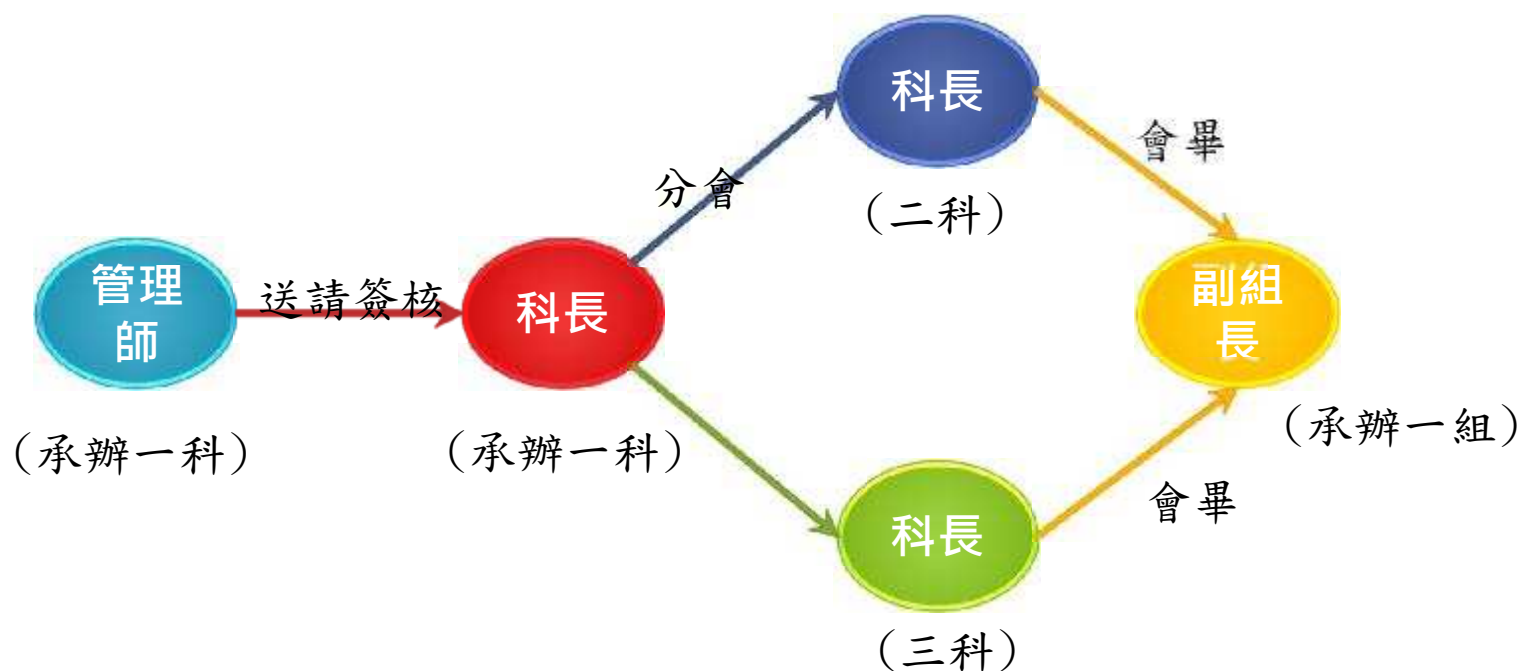 科長
會畢
分會
(二科)
管理
師
送請簽核
科長
副組
長
(承辦一科)
(承辦一科)
(承辦一組)
會畢
科長
(三科)